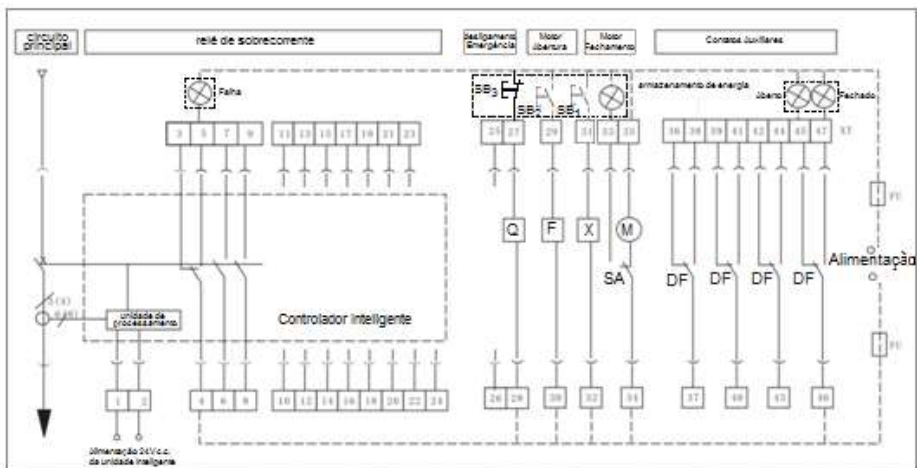 circuito
principal
relé de sobrecorrente
Desligamento
Emergência
Motor
Abertura
Motor
Fechamento
Contatos Auxiliares
Falha
SB3
SB2
SB1
armazenamento de energia
Aberto
Fechado
3 5 7 9
11 13 15 17 19 21 23
25 27
29
31
33 35
36 38 39 41 42 44 45 47
XT
FU
Q
F
X
M
SA
DF
DF
DF
DF
Alimentação
unidade de
processamento
Controlador Inteligente
FU
1 2
4 6 8
10 12 14 16 18 20 22 24
26 28
30
32
34
37
40
43
46
Alimentação 24V c.c.
da unidade inteligente